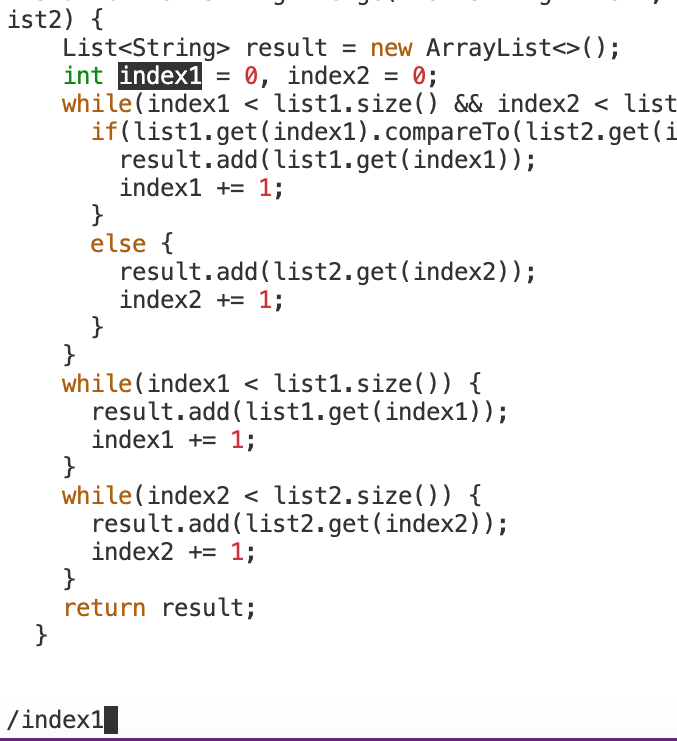 ist2) {
    List<String> result = new ArrayList<>();
    int index1 = 0, index2 = 0;
    while(index1 < list1.size() && index2 < list
      if(list1.get(index1).compareTo(list2.get(i
        result.add(list1.get(index1));
        index1 += 1;
      }
      else {
        result.add(list2.get(index2));
        index2 += 1;
      }
    }
    while(index1 < list1.size()) {
      result.add(list1.get(index1));
      index1 += 1;
    }
    while(index2 < list2.size()) {
      result.add(list2.get(index2));
      index2 += 1;
    }
    return result;
  }
/index1